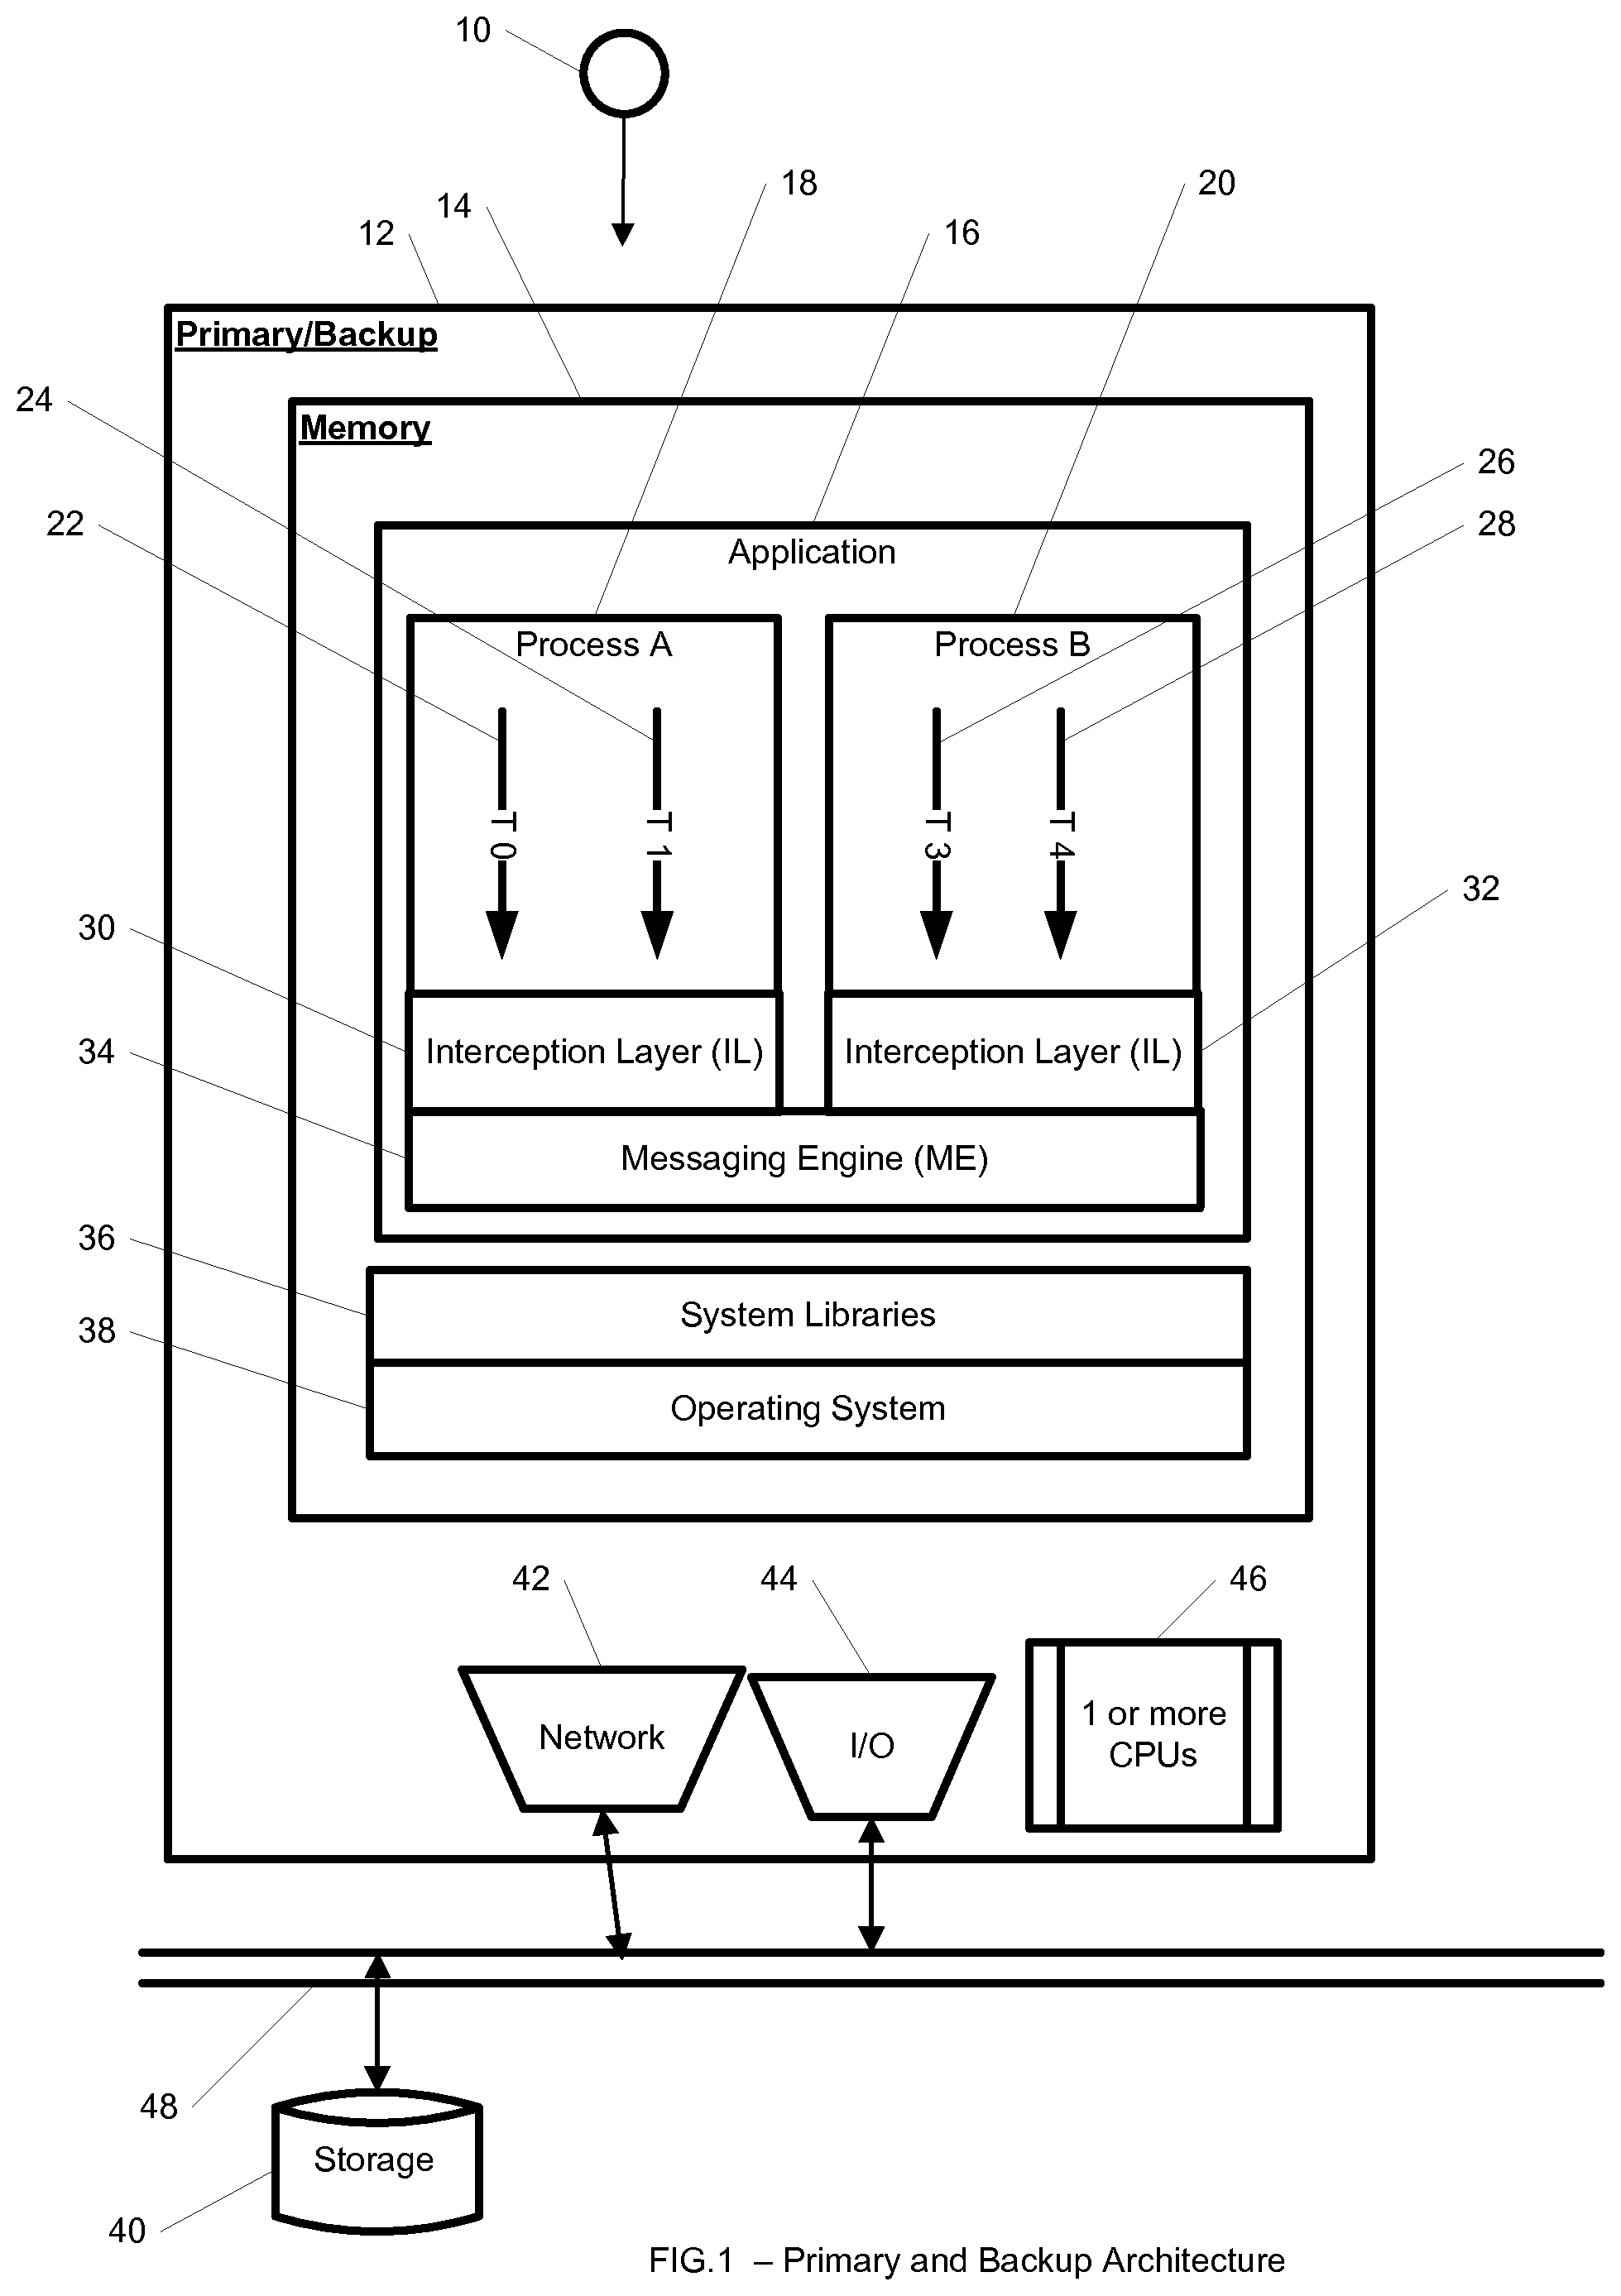 10
18
20
14
12
16
Primary/Backup
24
Memory
26
22
28
Application
Process A
Process B
T 0
T 1
T 3
T 4
32
30
Interception Layer (IL)
Interception Layer (IL)
34
Messaging Engine (ME)
36
System Libraries
38
Operating System
42
44
46
Network
I/O
1 or more
CPUs
48
Storage
40
FIG.1 – Primary and Backup Architecture